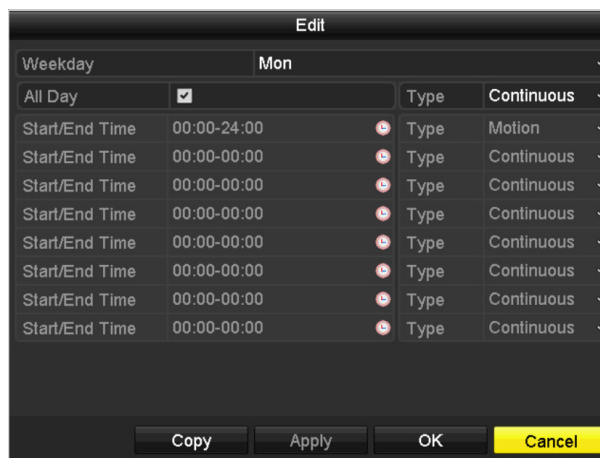 Edit
Weekday Mon
All Day Type Continuous
Start/End Time 00:00-24:00 Type Motion
Start/End Time 00:00-00:00 Type Continuous
Start/End Time 00:00-00:00 Type Continuous
Start/End Time 00:00-00:00 Type Continuous
Start/End Time 00:00-00:00 Type Continuous
Start/End Time 00:00-00:00 Type Continuous
Start/End Time 00:00-00:00 Type Continuous
Start/End Time 00:00-00:00 Type Continuous
Copy Apply OK Cancel